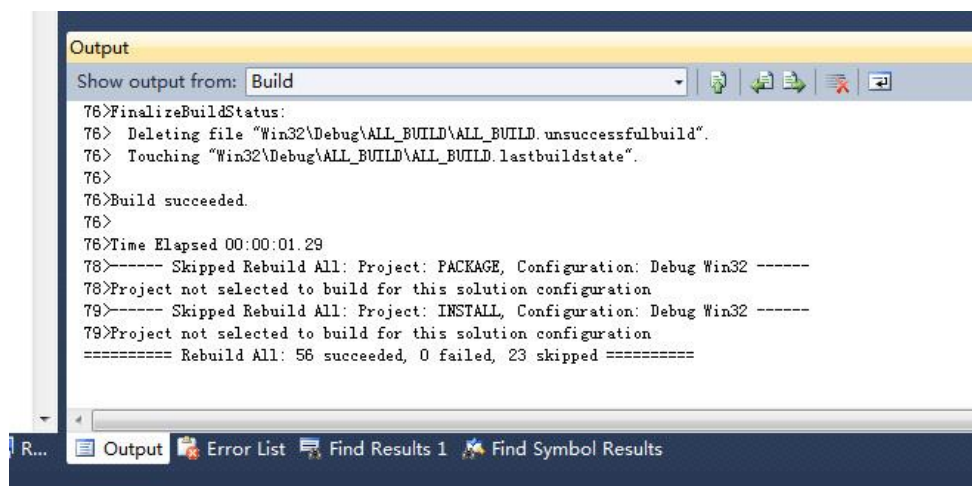 Output
Show output from: Build
76>FinalizeBuildStatus:
76>  Deleting file "Win32\Debug\ALL_BUILD\ALL_BUILD.unsuccessfulbuild".
76>  Touching "Win32\Debug\ALL_BUILD\ALL_BUILD.lastbuildstate".
76>
76>Build succeeded.
76>
76>Time Elapsed 00:00:01.29
78>------ Skipped Rebuild All: Project: PACKAGE, Configuration: Debug Win32 ------
78>Project not selected to build for this solution configuration
79>------ Skipped Rebuild All: Project: INSTALL, Configuration: Debug Win32 ------
79>Project not selected to build for this solution configuration
========== Rebuild All: 56 succeeded, 0 failed, 23 skipped ==========
R... Output Error List Find Results 1 Find Symbol Results